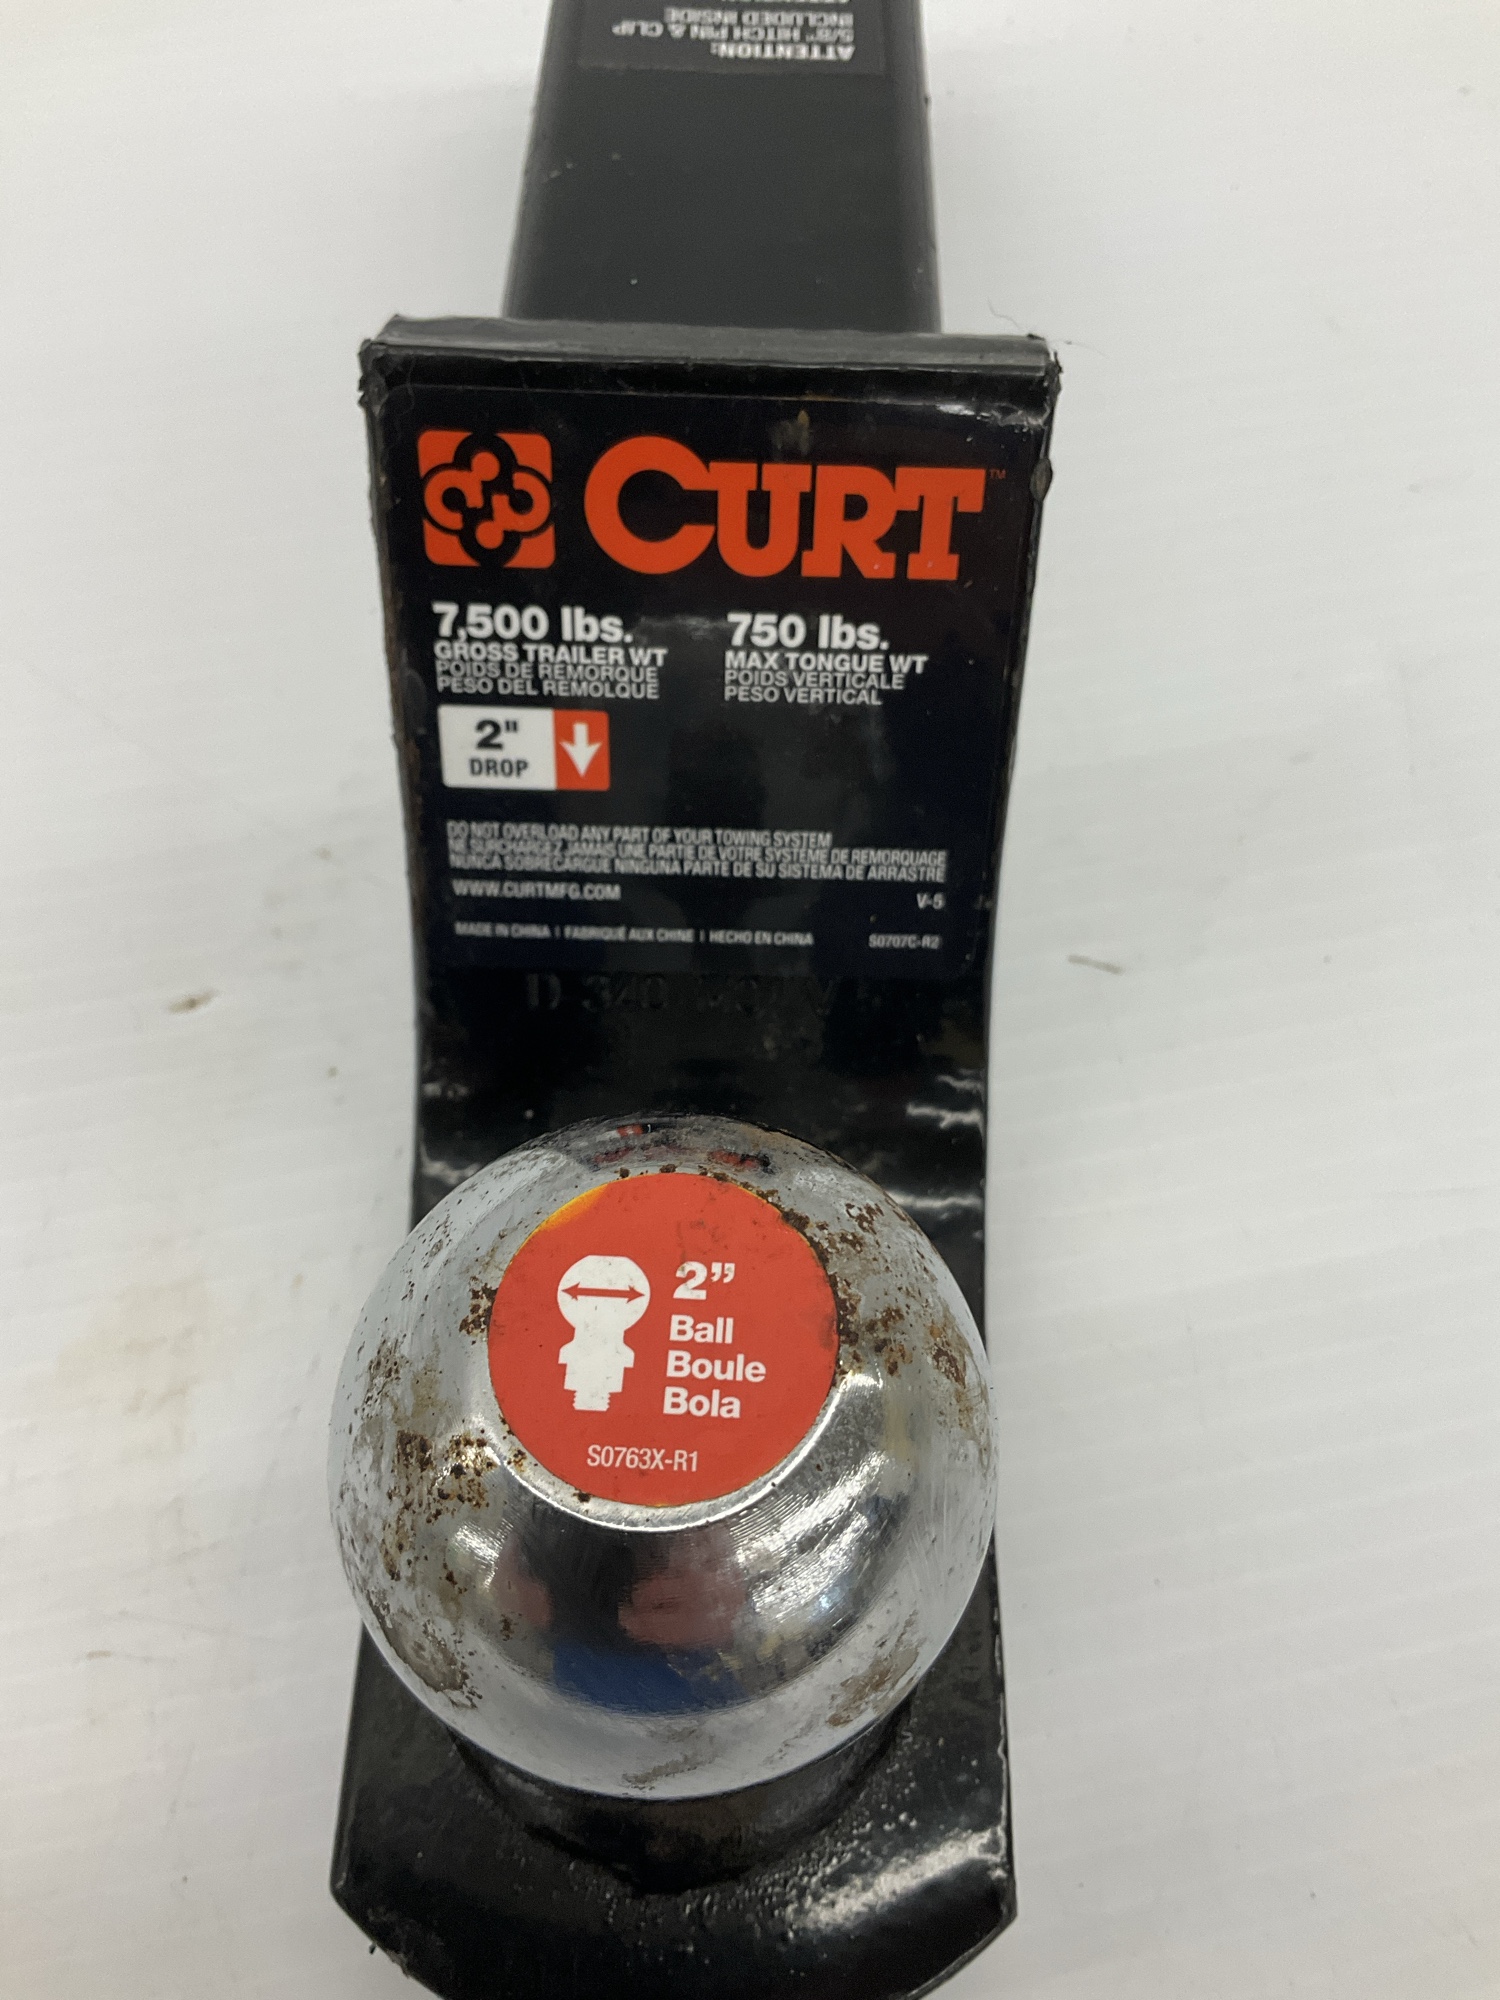 ATTENTION:
5/8" HITCH PIN & CLIP
INCLUDED INSIDE
CURT™
7,500 lbs.
GROSS TRAILER WT
POIDS DE REMORQUE
PESO DEL REMOLQUE
750 lbs.
MAX TONGUE WT
POIDS VERTICALE
PESO VERTICAL
2"
DROP
DO NOT OVERLOAD ANY PART OF YOUR TOWING SYSTEM
NE SURCHARGEZ JAMAIS UNE PARTIE DE VOTRE SYSTEME DE REMORQUAGE
NUNCA SOBRECARGUE NINGUNA PARTE DE SU SISTEMA DE ARRASTRE
WWW.CURTMFG.COM
V-5
MADE IN CHINA | FABRIQUÉ AUX CHINE | HECHO EN CHINA
S0707C-R2
D 340
2”
Ball
Boule
Bola
S0763X-R1